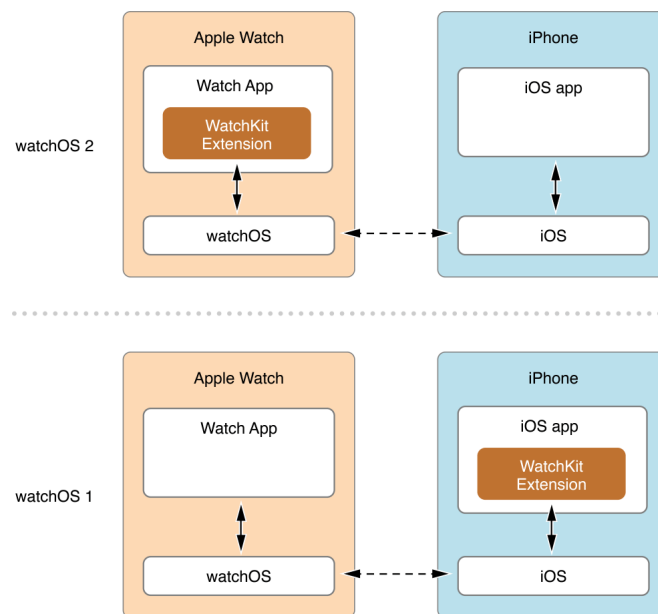 Apple Watch
iPhone
Watch App
iOS app
WatchKit
Extension
watchOS 2
watchOS
iOS
Apple Watch
iPhone
Watch App
iOS app
WatchKit
Extension
watchOS 1
watchOS
iOS